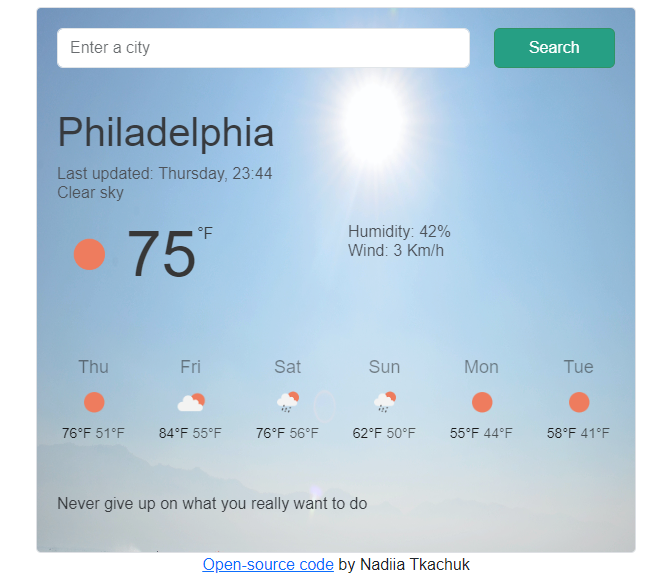 Enter a city
Search
Philadelphia
Last updated: Thursday, 23:44
Clear sky
75 °F
Humidity: 42%
Wind: 3 Km/h
Thu Fri Sat Sun Mon Tue
76°F 51°F 84°F 55°F 76°F 56°F 62°F 50°F 55°F 44°F 58°F 41°F
Never give up on what you really want to do
Open-source code by Nadiia Tkachuk